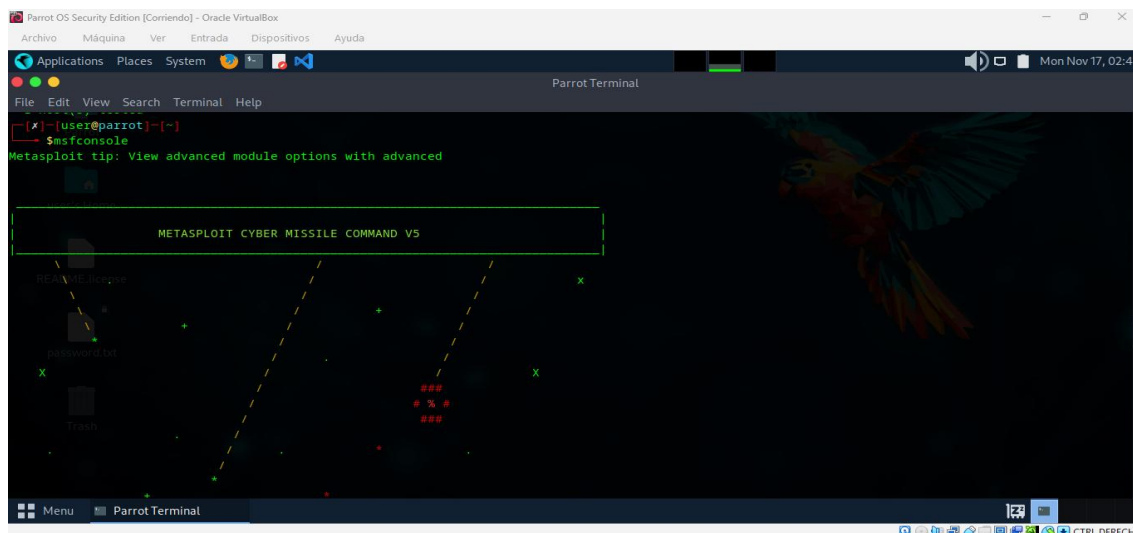 Parrot OS Security Edition [Corriendo] - Oracle VirtualBox
Archivo Máquina Ver Entrada Dispositivos Ayuda
Applications Places System Mon Nov 17, 02:4
Parrot Terminal
File Edit View Search Terminal Help
[x]-[user@parrot]-[~]
$msfconsole
Metasploit tip: View advanced module options with advanced
METASPLOIT CYBER MISSILE COMMAND V5
README.license
X
password.txt
X X
###
# % #
###
Trash
Menu Parrot Terminal
CTRL DERECH